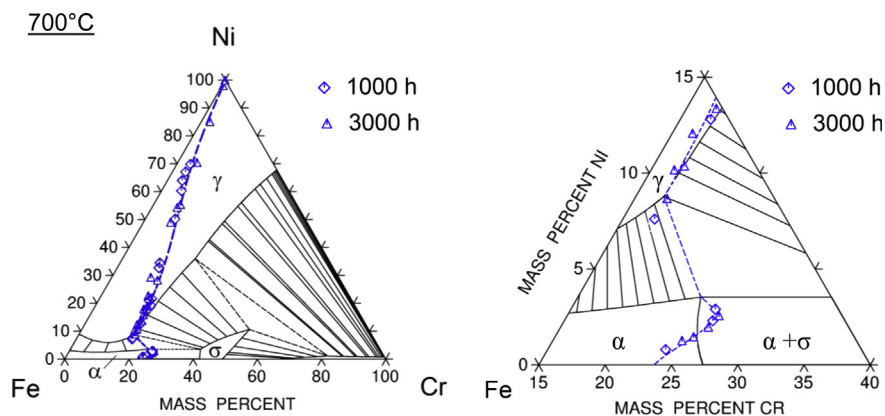 700°C
Ni
100
90
80
70
60
50
40
30
20
10
0
γ
α
σ
1000 h
3000 h
Fe
0 20 40 60 80 100
Cr
MASS PERCENT
15
10
5
0
MASS PERCENT NI
γ
α
α +σ
1000 h
3000 h
Fe
15 20 25 30 35 40
MASS PERCENT CR